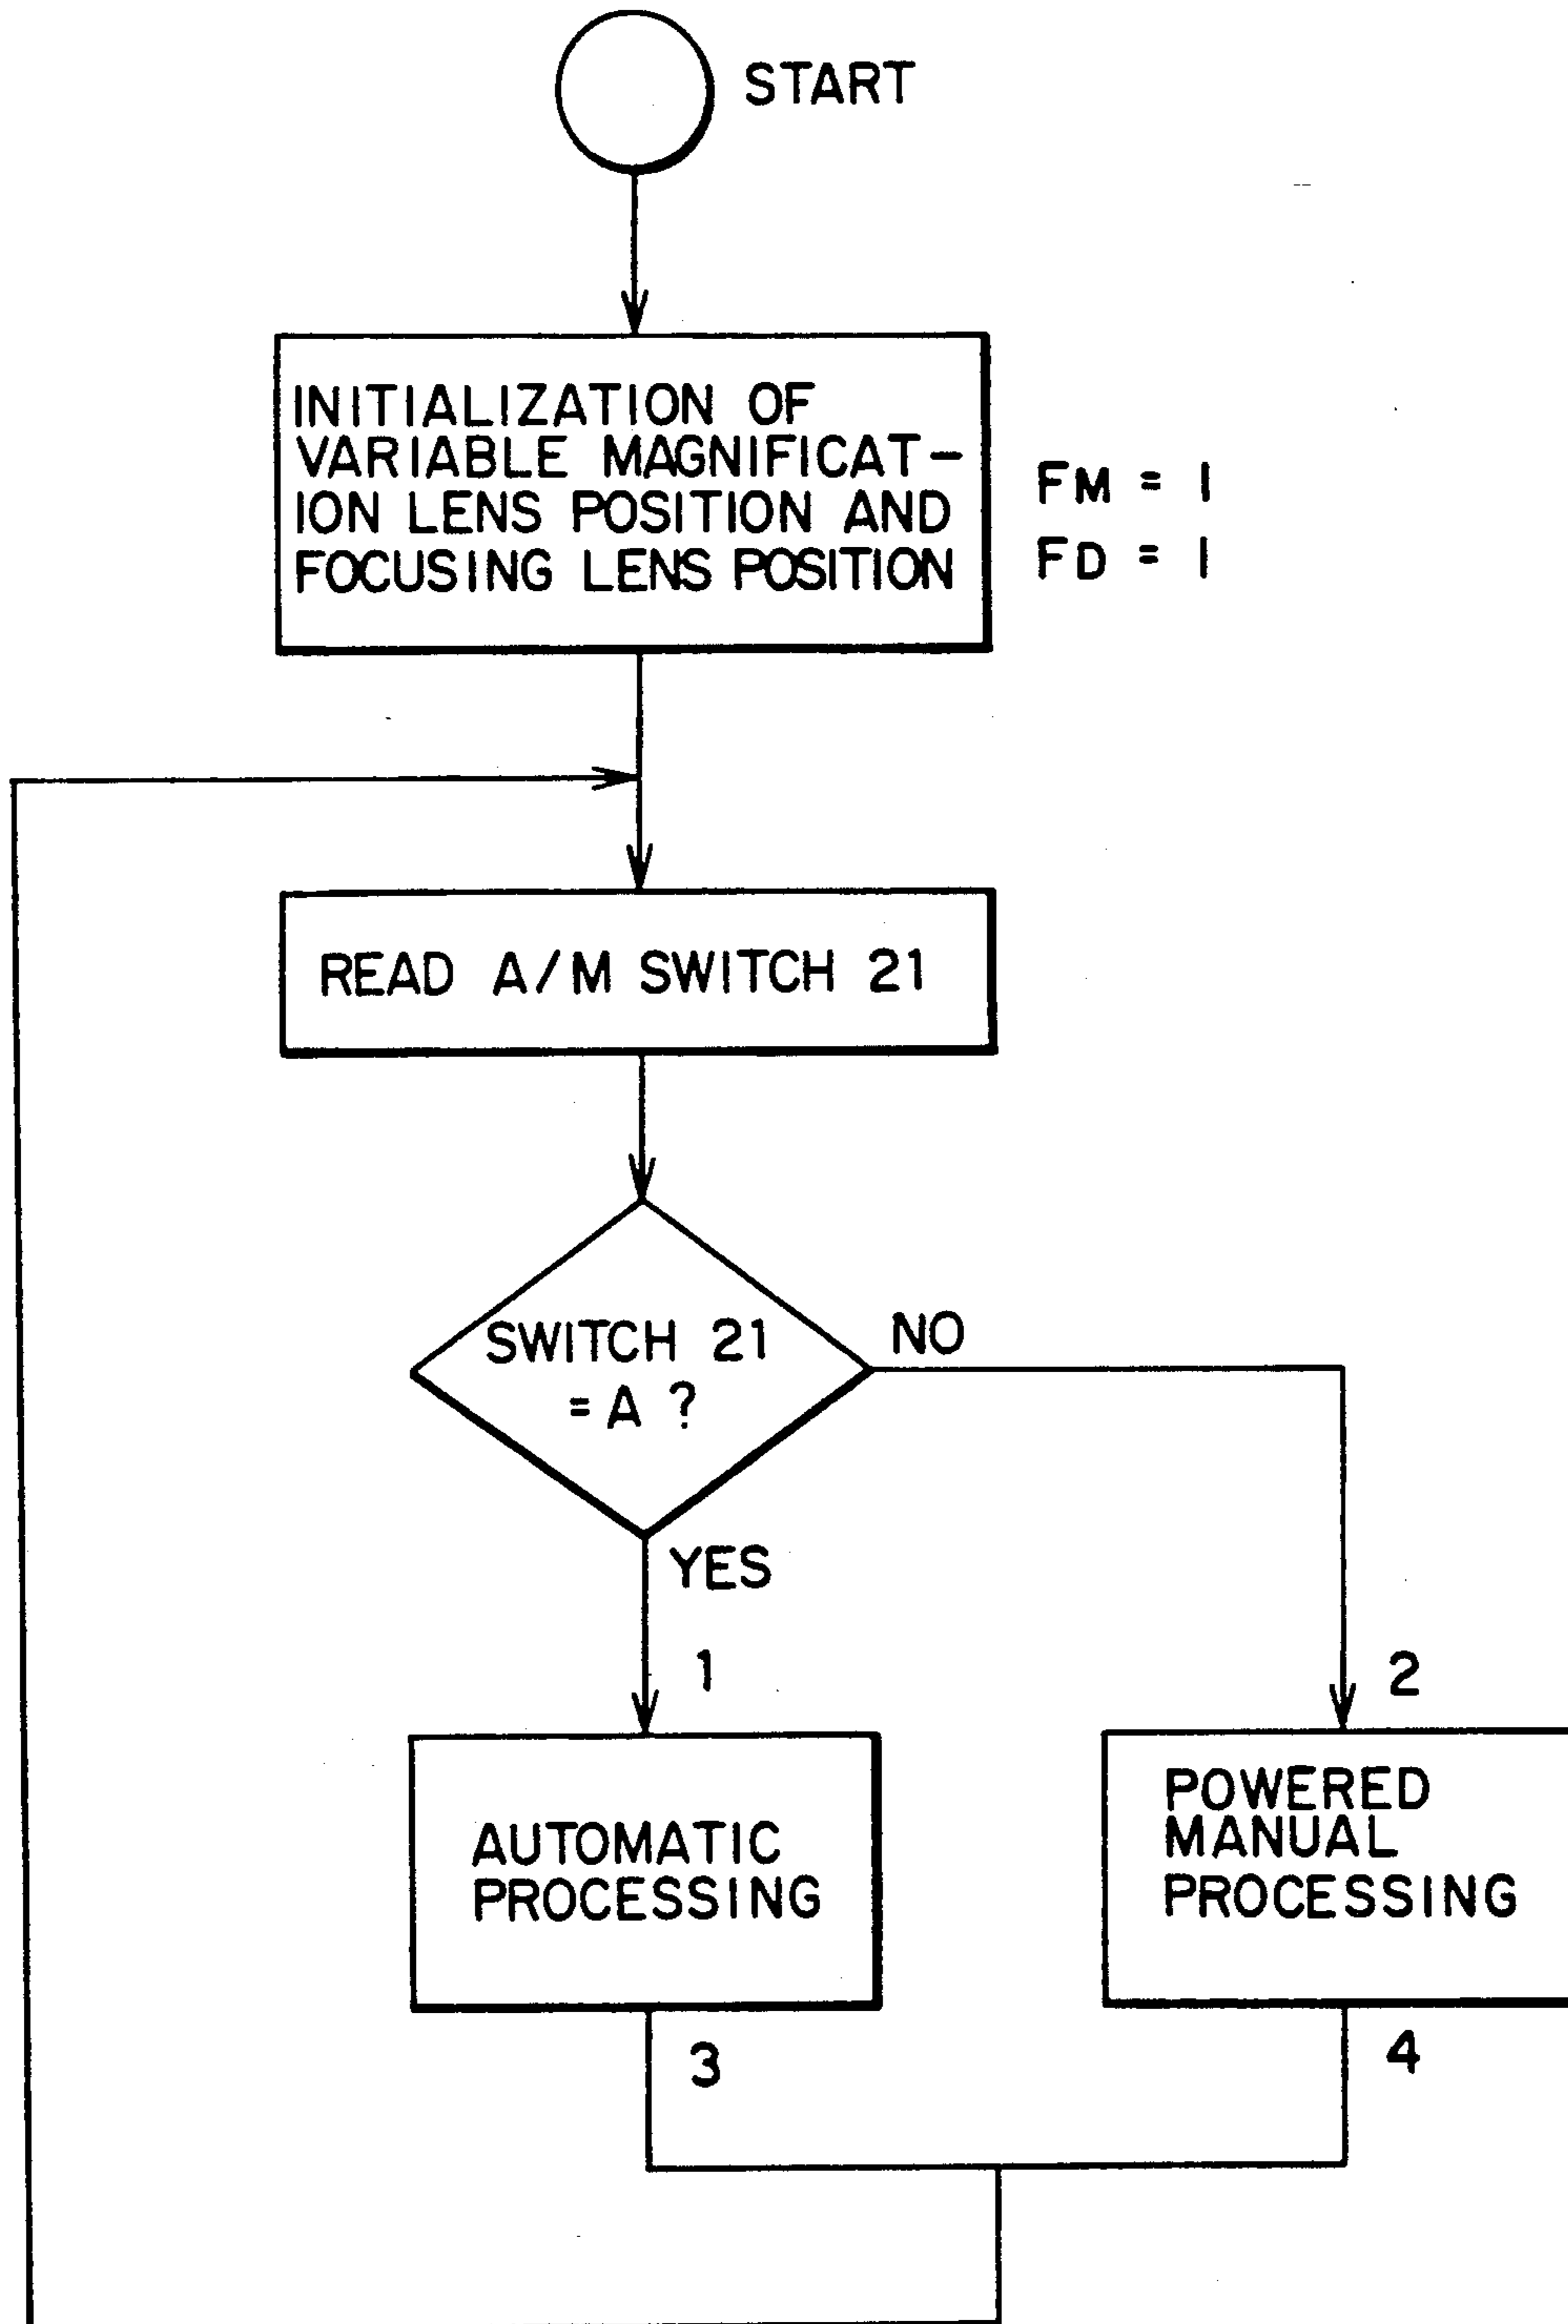 START
INITIALIZATION OF
VARIABLE MAGNIFICAT-
ION LENS POSITION AND
FOCUSING LENS POSITION
FM = 1
FD = 1
READ A/M SWITCH 21
SWITCH 21
= A ?
NO
YES
1
2
AUTOMATIC
PROCESSING
POWERED
MANUAL
PROCESSING
3
4